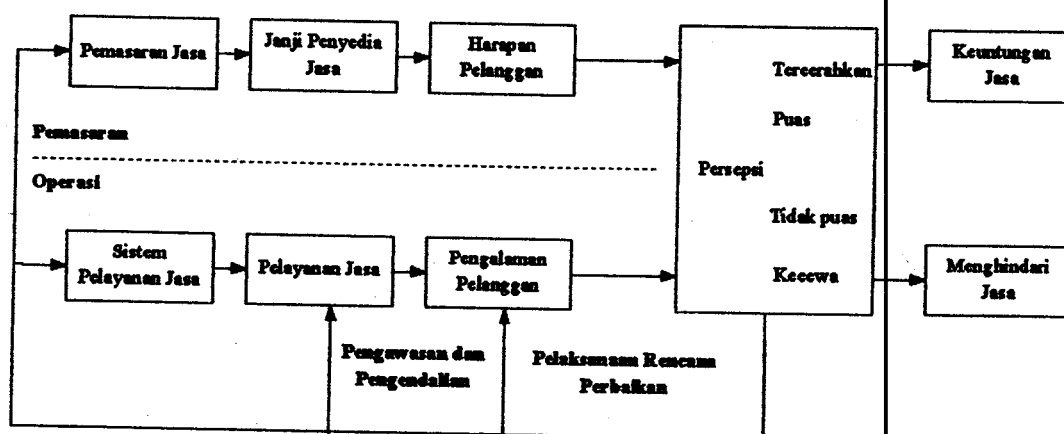 Pemasaran Jasa
Janji Penyedia
Jasa
Harapan
Pelanggan
Tercerahkan
Keuntungan
Jasa
Pemasaran
Puas
Persepsi
Operasi
Tidak puas
Sistem
Pelayanan Jasa
Pelayanan Jasa
Pengalaman
Pelanggan
Kecewa
Menghindari
Jasa
Pengawasan dan
Pengendalian
Pelaksanaan Rencana
Perbaikan